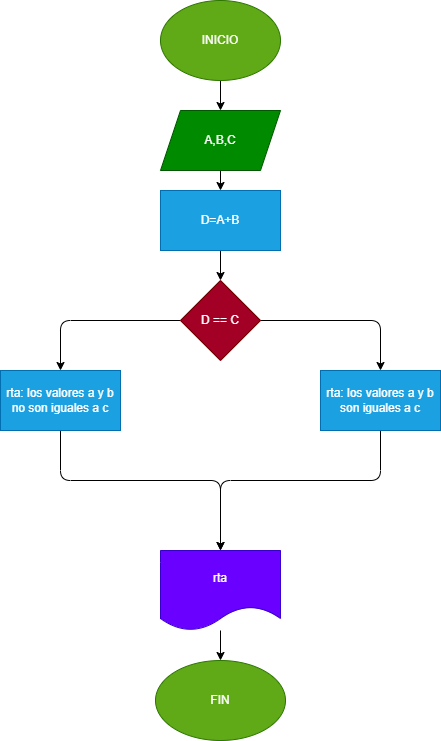 INICIO
A,B,C
D=A+B
D == C
rta: los valores a y b
no son iguales a c
rta: los valores a y b
son iguales a c
rta
FIN